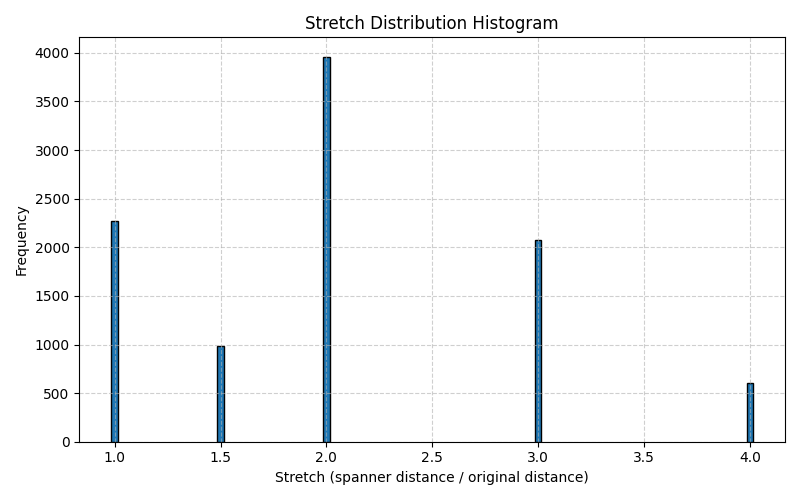 Stretch Distribution Histogram
Frequency
4000
3500
3000
2500
2000
1500
1000
500
0
1.0 1.5 2.0 2.5 3.0 3.5 4.0
Stretch (spanner distance / original distance)